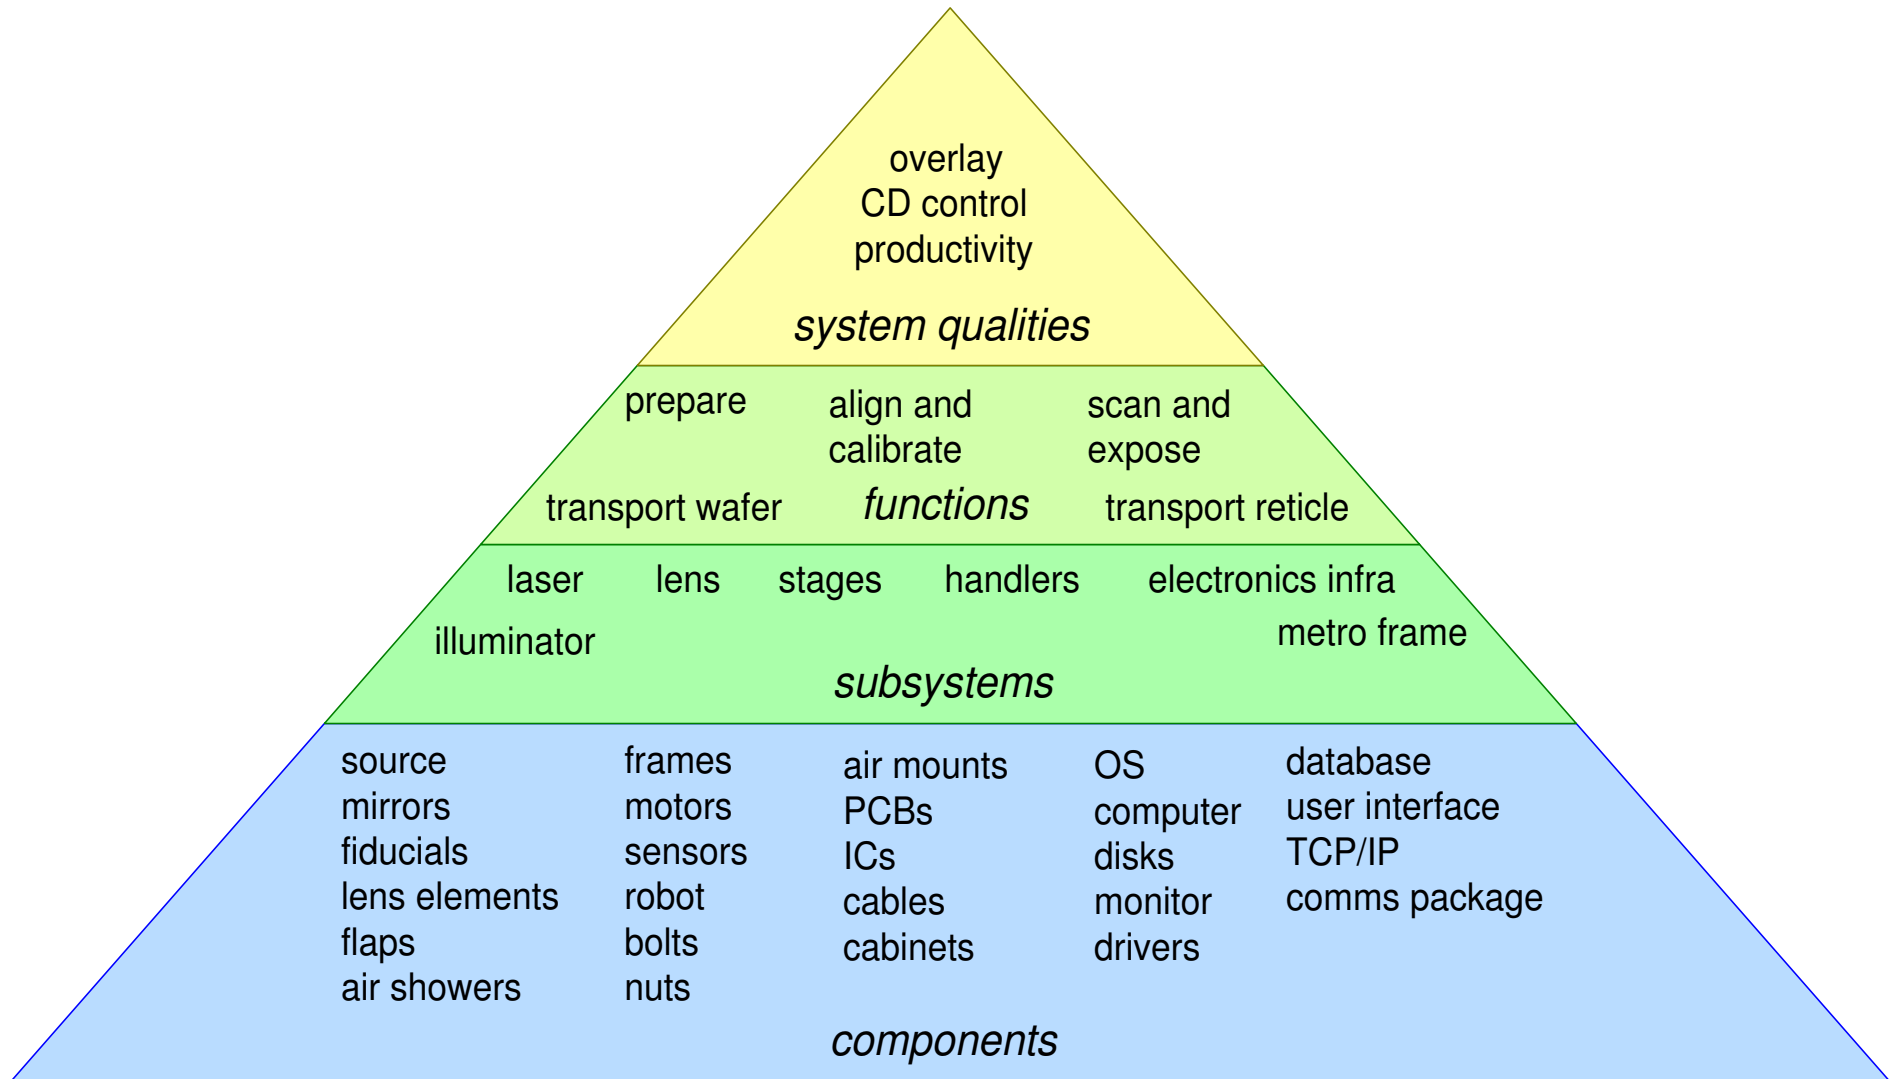 overlay
CD control
productivity
system qualities
prepare
align and
calibrate
scan and
expose
transport wafer
functions
transport reticle
laser
lens
stages
handlers
electronics infra
illuminator
metro frame
subsystems
source
mirrors
fiducials
lens elements
flaps
air showers
frames
motors
sensors
robot
bolts
nuts
air mounts
PCBs
ICs
cables
cabinets
OS
computer
disks
monitor
drivers
database
user interface
TCP/IP
comms package
components